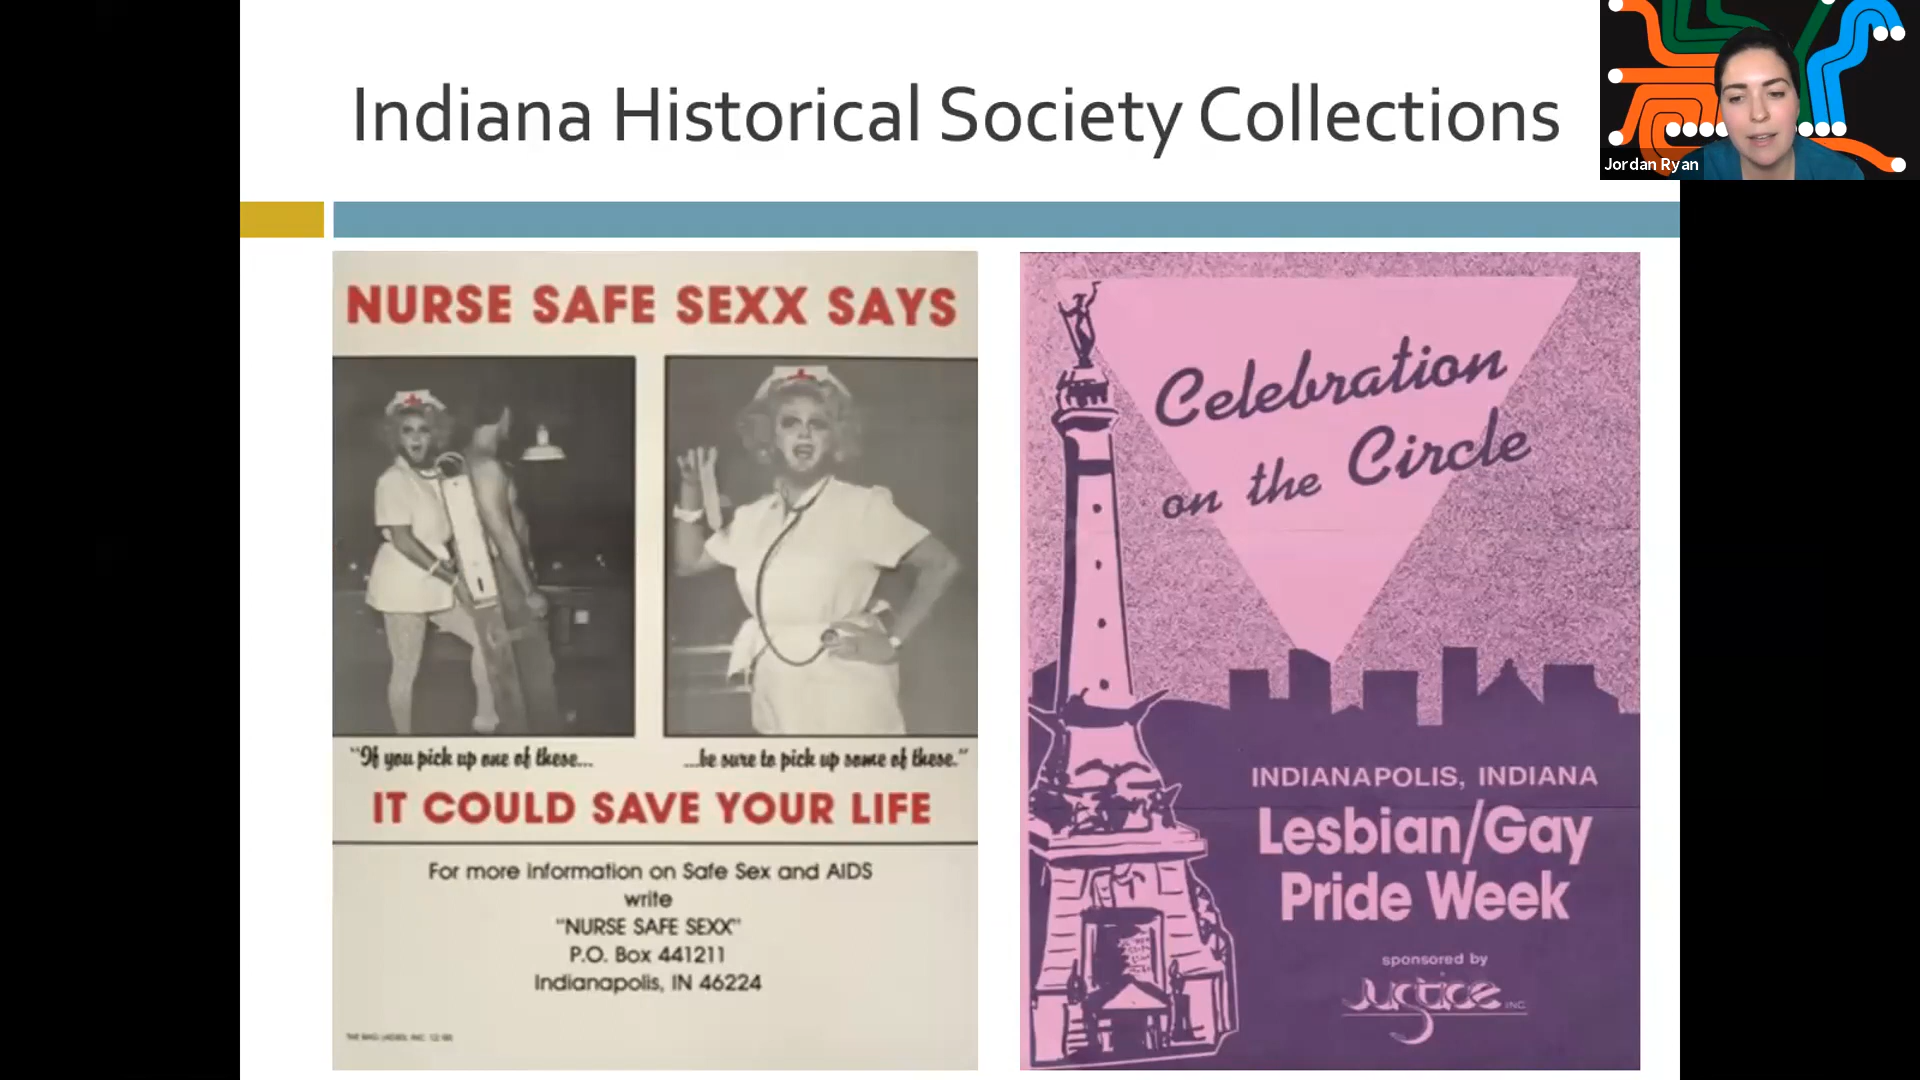 Indiana Historical Society Collections
Jordan Ryan
NURSE SAFE SEXX SAYS
"If you pick up one of these...
...be sure to pick up some of these."
IT COULD SAVE YOUR LIFE
For more information on Safe Sex and AIDS
write
"NURSE SAFE SEXX"
P.O. Box 441211
Indianapolis, IN 46224
Celebration
on the Circle
INDIANAPOLIS, INDIANA
Lesbian/Gay
Pride Week
sponsored by
Justice INC.